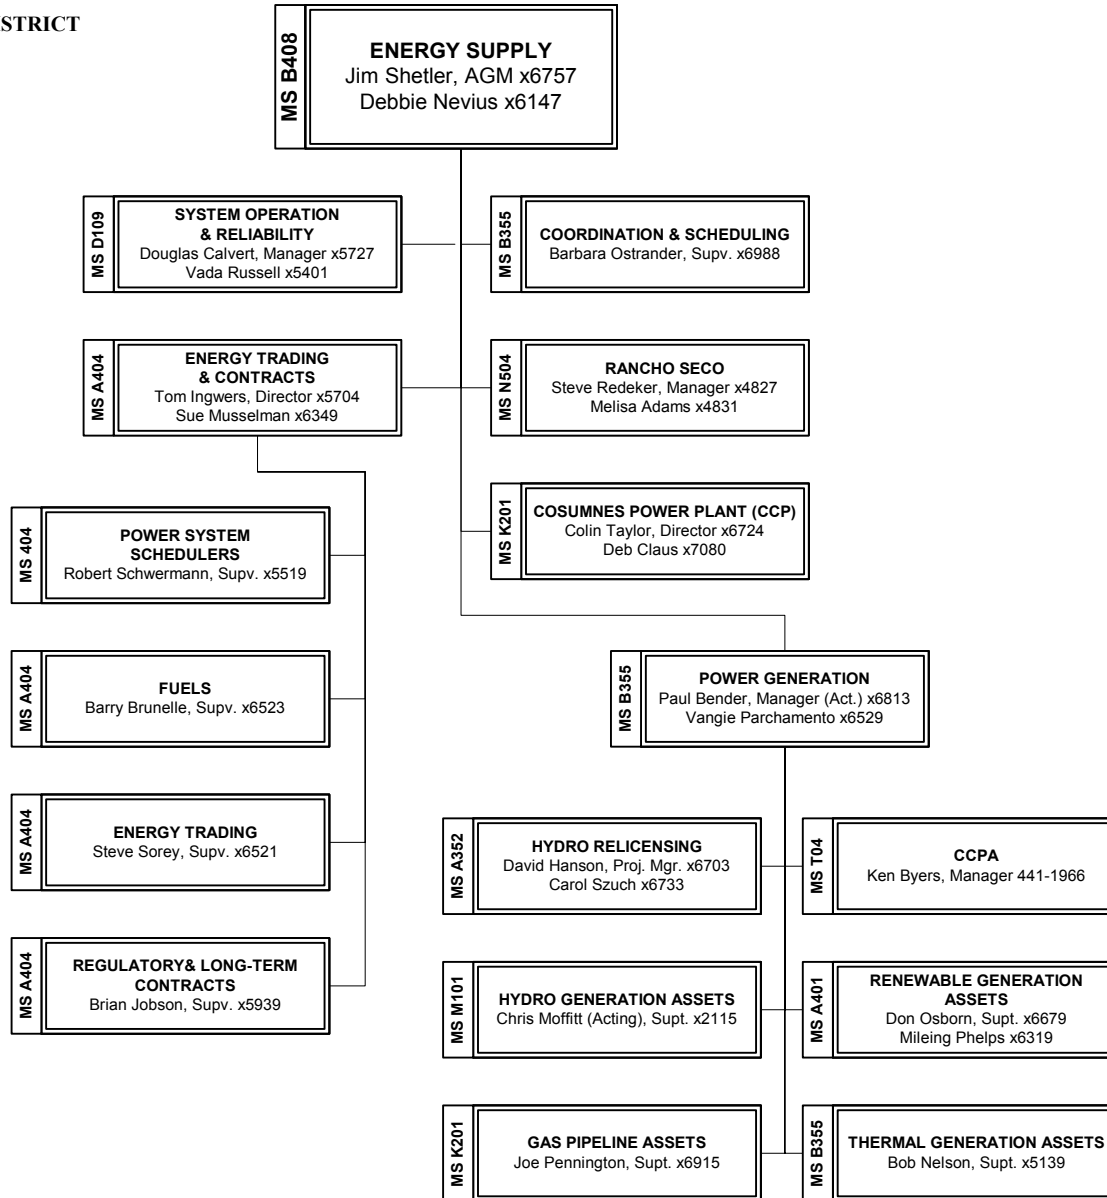 STRICT
MS B408
ENERGY SUPPLY
Jim Shetler, AGM x6757
Debbie Nevius x6147
MS D109
SYSTEM OPERATION
& RELIABILITY
Douglas Calvert, Manager x5727
Vada Russell x5401
MS B355
COORDINATION & SCHEDULING
Barbara Ostrander, Supv. x6988
MS A404
ENERGY TRADING
& CONTRACTS
Tom Ingwers, Director x5704
Sue Musselman x6349
MS N504
RANCHO SECO
Steve Redeker, Manager x4827
Melisa Adams x4831
MS K201
COSUMNES POWER PLANT (CCP)
Colin Taylor, Director x6724
Deb Claus x7080
MS 404
POWER SYSTEM
SCHEDULERS
Robert Schwermann, Supv. x5519
MS A404
FUELS
Barry Brunelle, Supv. x6523
MS B355
POWER GENERATION
Paul Bender, Manager (Act.) x6813
Vangie Parchamento x6529
MS A404
ENERGY TRADING
Steve Sorey, Supv. x6521
MS A352
HYDRO RELICENSING
David Hanson, Proj. Mgr. x6703
Carol Szuch x6733
MS T04
CCPA
Ken Byers, Manager 441-1966
MS A404
REGULATORY& LONG-TERM
CONTRACTS
Brian Jobson, Supv. x5939
MS M101
HYDRO GENERATION ASSETS
Chris Moffitt (Acting), Supt. x2115
MS A401
RENEWABLE GENERATION
ASSETS
Don Osborn, Supt. x6679
Mileing Phelps x6319
MS K201
GAS PIPELINE ASSETS
Joe Pennington, Supt. x6915
MS B355
THERMAL GENERATION ASSETS
Bob Nelson, Supt. x5139